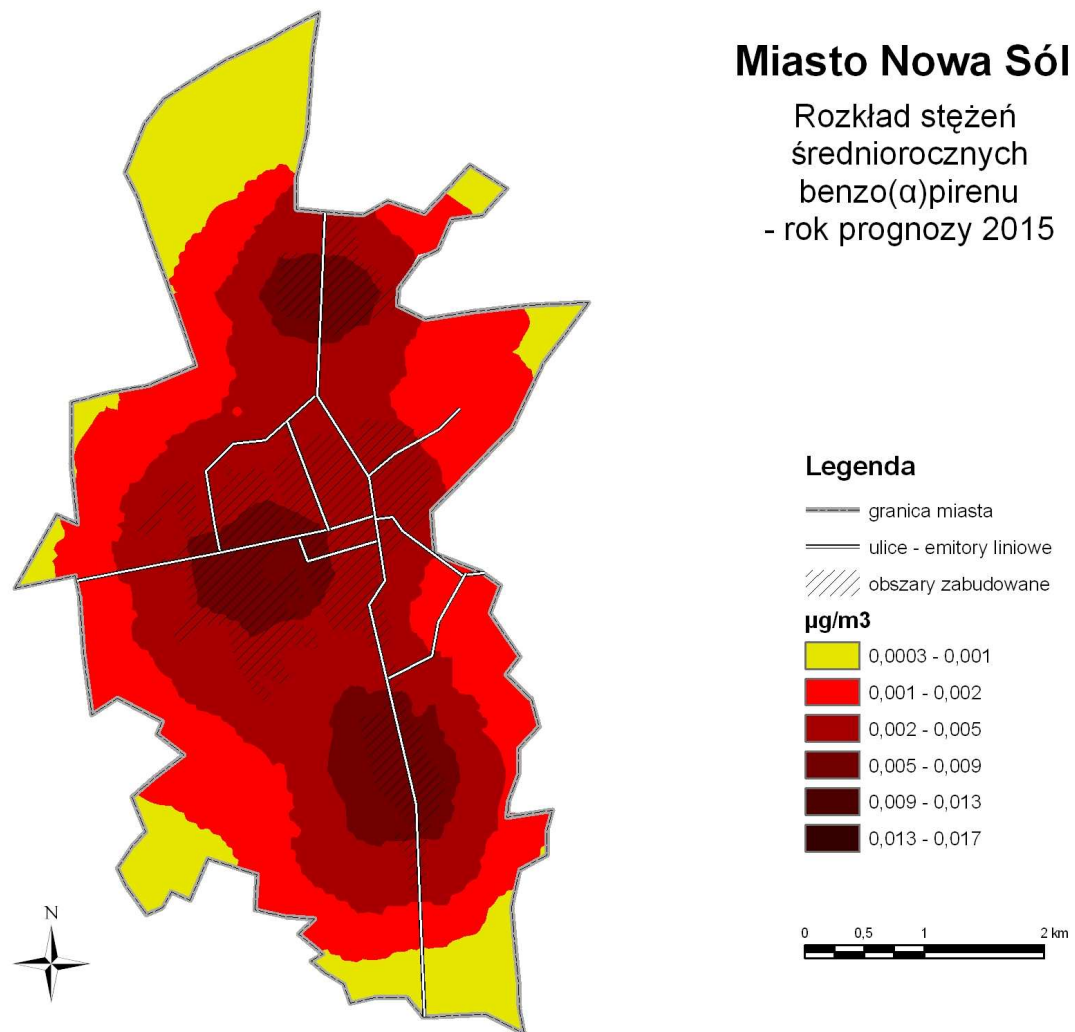 Miasto Nowa Sól
Rozkład stężeń
średniorocznych
benzo(α)pirenu
- rok prognozy 2015
Legenda
granica miasta
ulice - emitory liniowe
obszary zabudowane
µg/m3
0,0003 - 0,001
0,001 - 0,002
0,002 - 0,005
0,005 - 0,009
0,009 - 0,013
0,013 - 0,017
N
0 0,5 1 2 km